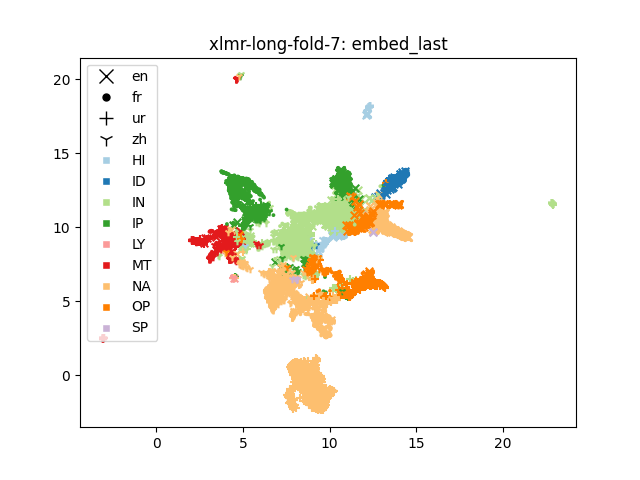 xlmr-long-fold-7: embed_last
en
fr
ur
zh
HI
ID
IN
IP
LY
MT
NA
OP
SP
20
15
10
5
0
0
5
10
15
20